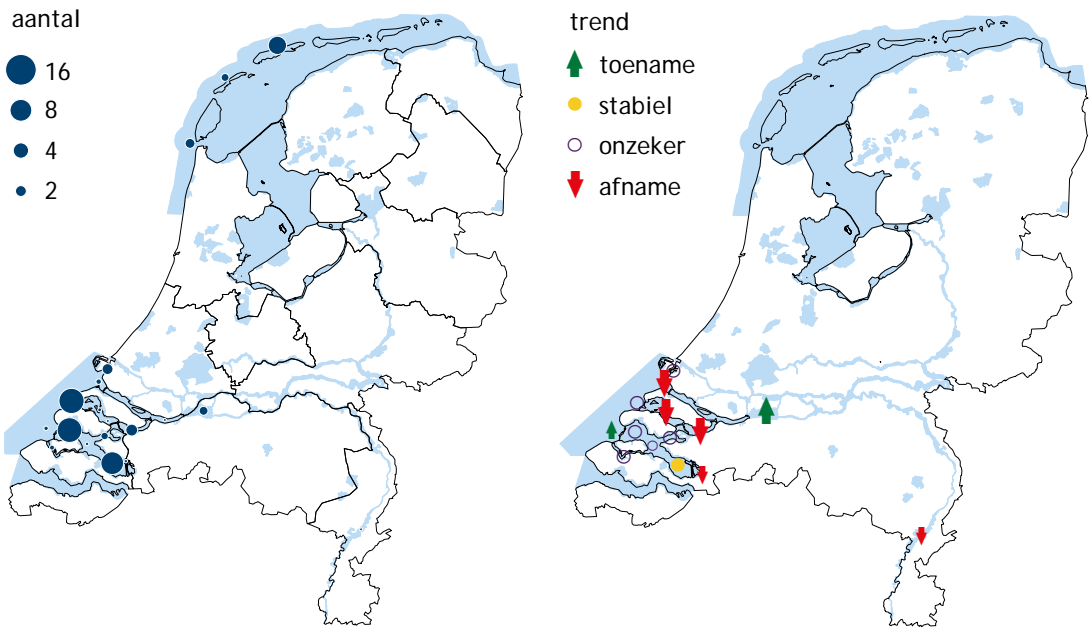 aantal
16
8
4
2
trend
toename
stabiel
onzeker
afname